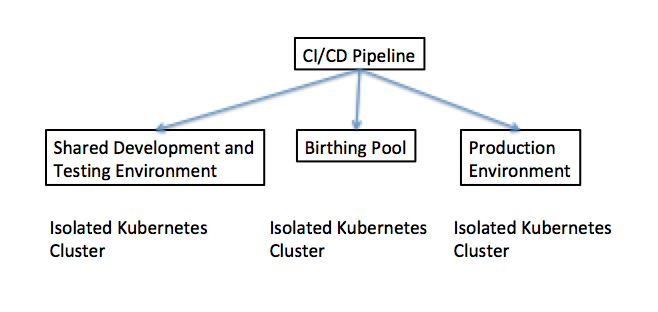 CI/CD Pipeline
Shared Development and
Testing Environment
Birthing Pool
Production
Environment
Isolated Kubernetes
Cluster
Isolated Kubernetes
Cluster
Isolated Kubernetes
Cluster